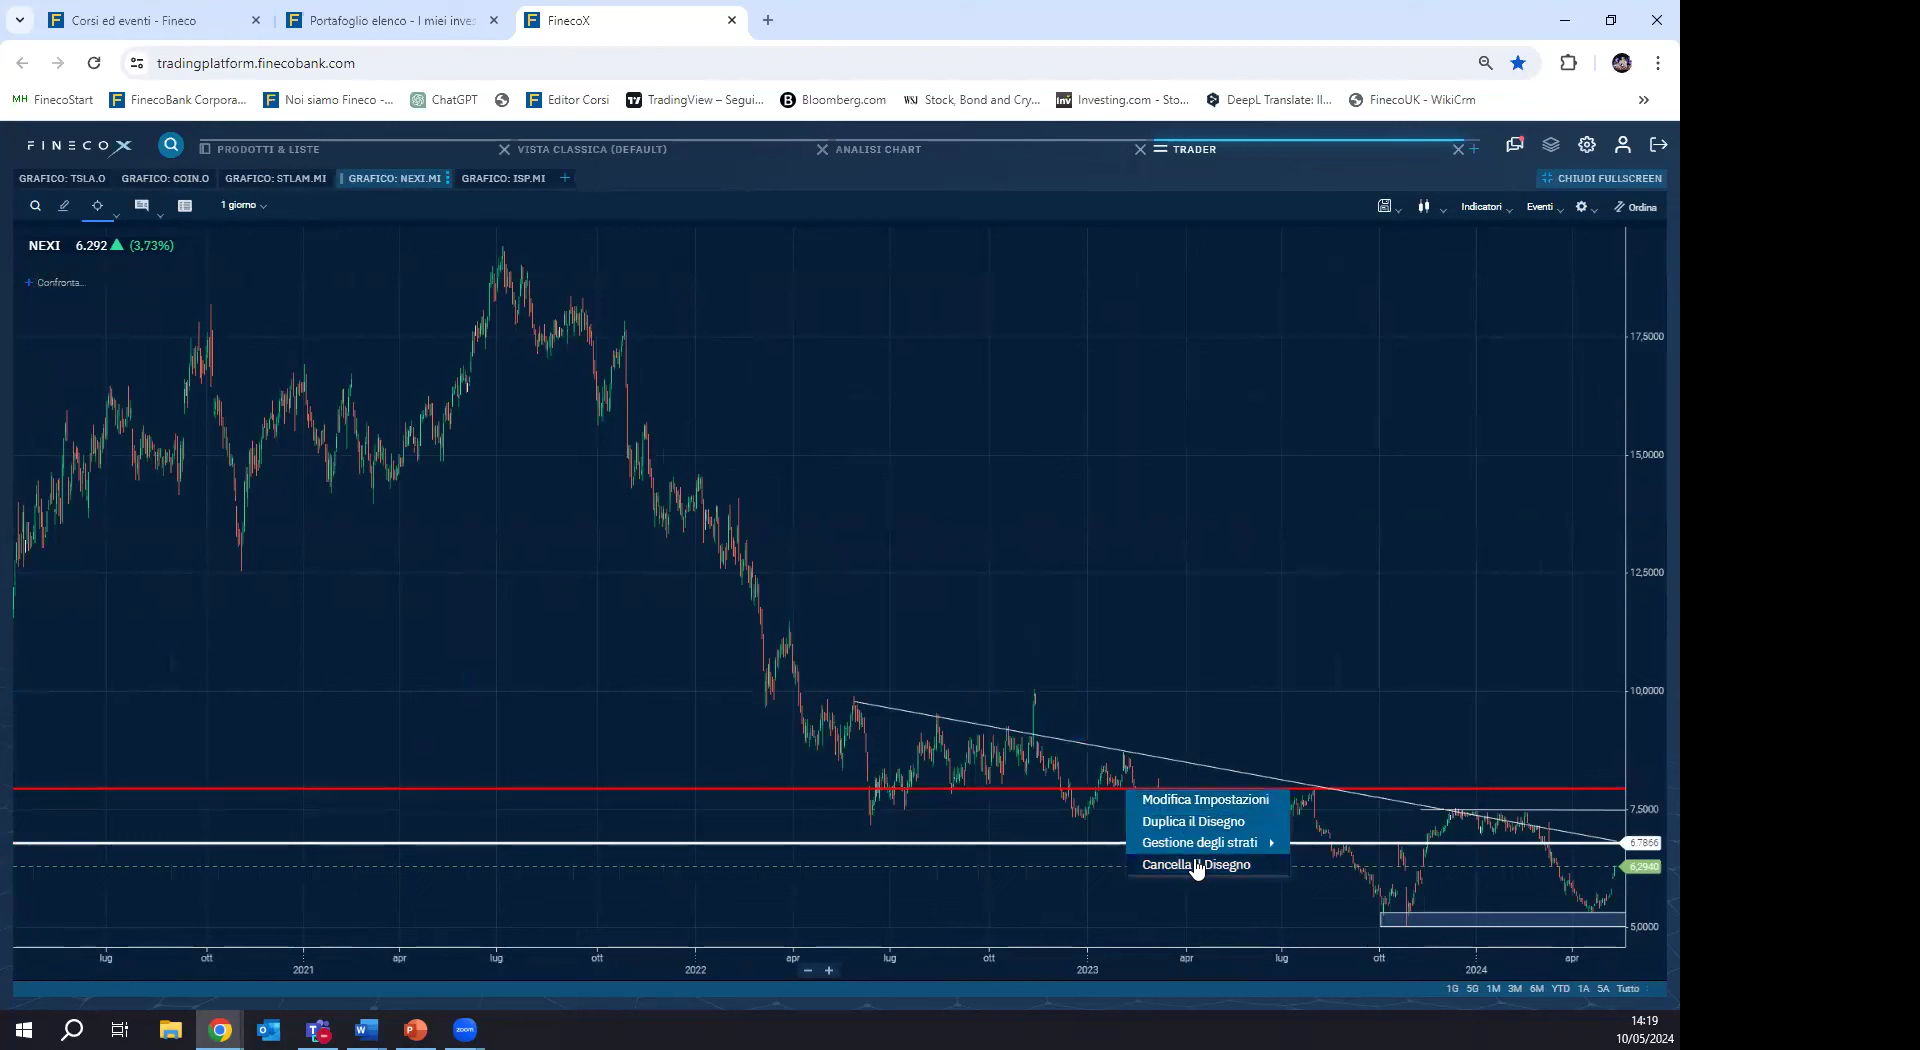 Corsi ed eventi - Fineco
Portafoglio elenco - I miei inves
FinecoX
tradingplatform.finecobank.com
MH FinecoStart
FinecoBank Corpora...
Noi siamo Fineco -...
ChatGPT
Editor Corsi
TradingView – Segui...
Bloomberg.com
WSJ Stock, Bond and Cry...
Inv Investing.com - Sto...
DeepL Translate: Il...
FinecoUK - WikiCrm
FINECOX
PRODOTTI & LISTE
VISTA CLASSICA (DEFAULT)
ANALISI CHART
TRADER
GRAFICO: TSLA.O
GRAFICO: COIN.O
GRAFICO: STLAM.MI
GRAFICO: NEXI.MI
GRAFICO: ISP.MI
CHIUDI FULLSCREEN
1 giorno
Indicatori
Eventi
Ordina
NEXI 6.292 (3,73%)
+ Confronta...
17,5000
15,0000
12,5000
10,0000
7,5000
6.7866
6,2940
5,0000
Modifica Impostazioni
Duplica il Disegno
Gestione degli strati
Cancella il Disegno
lug ott apr lug ott apr lug ott apr lug ott apr
2021 2022 2023 2024
1G 5G 1M 3M 6M YTD 1A 5A Tutto
zoom
14:19
10/05/2024